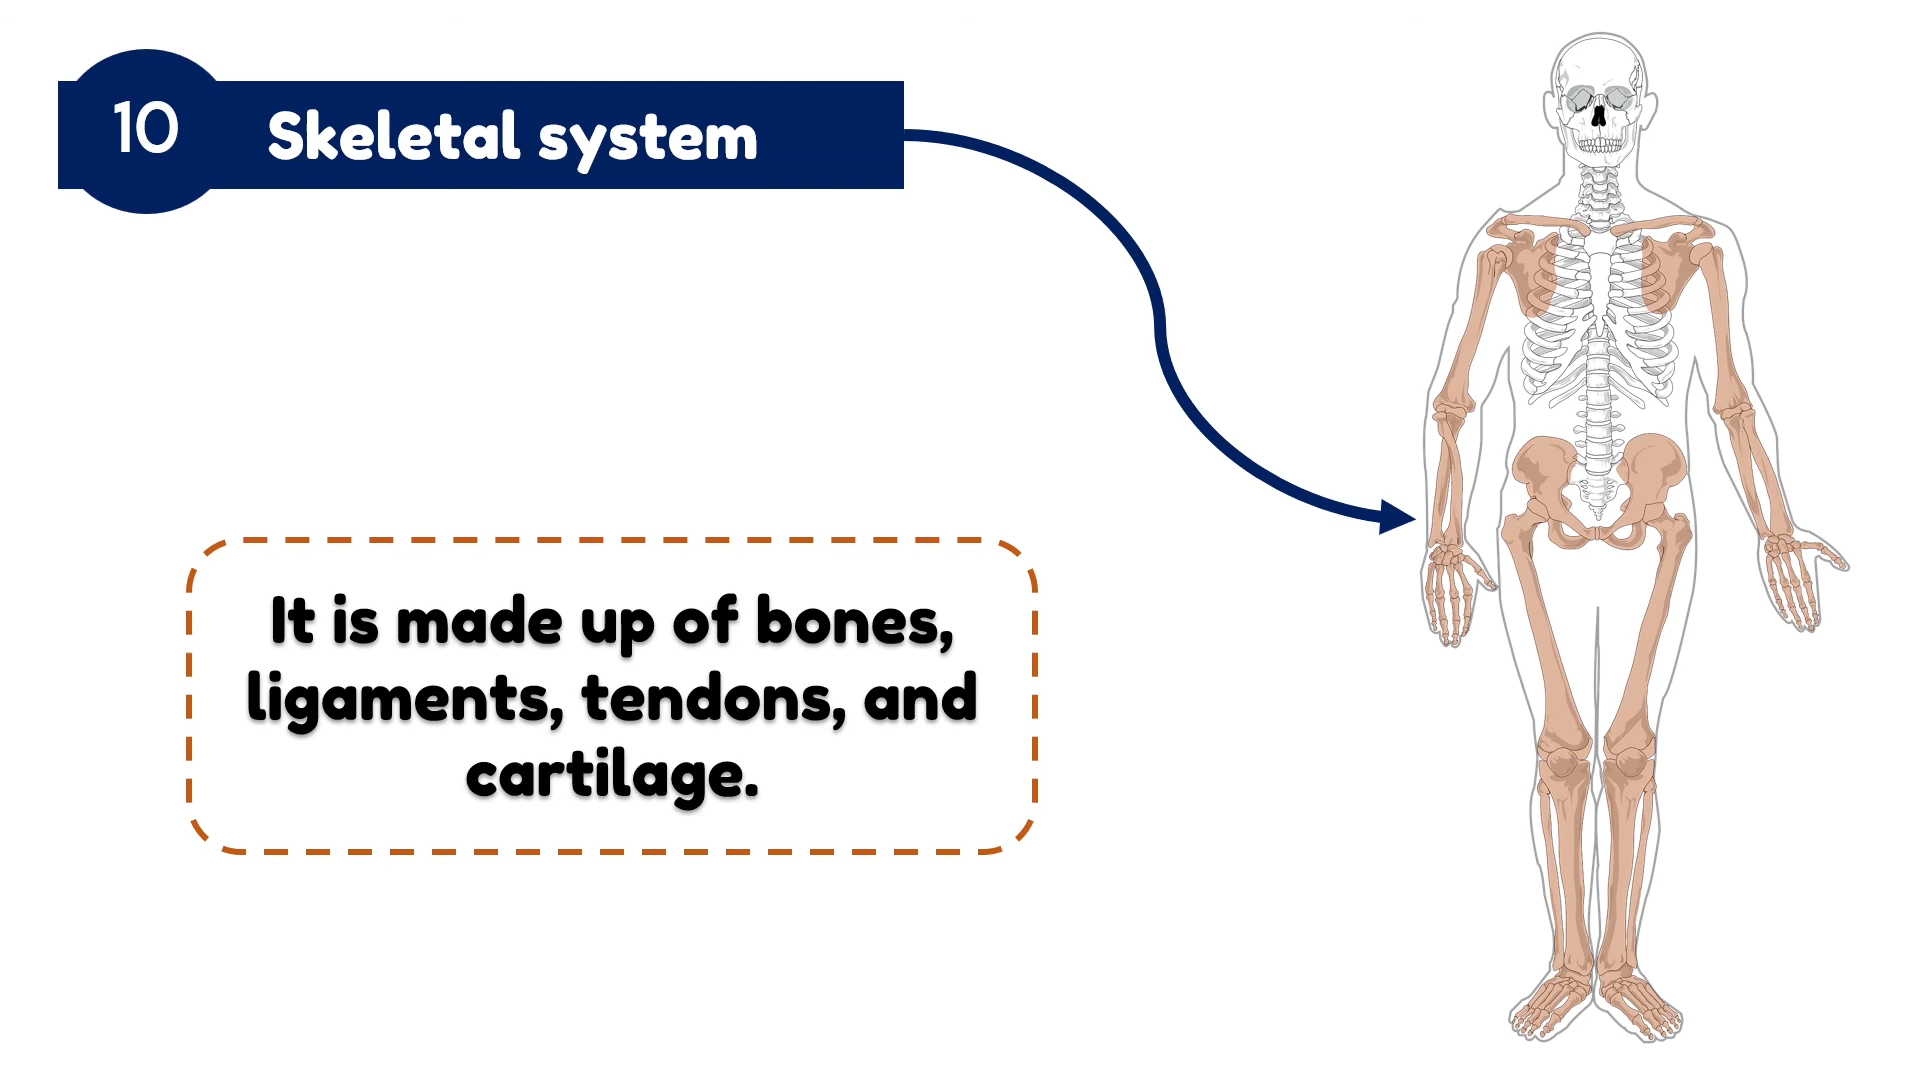 10
Skeletal system
It is made up of bones,
ligaments, tendons, and
cartilage.